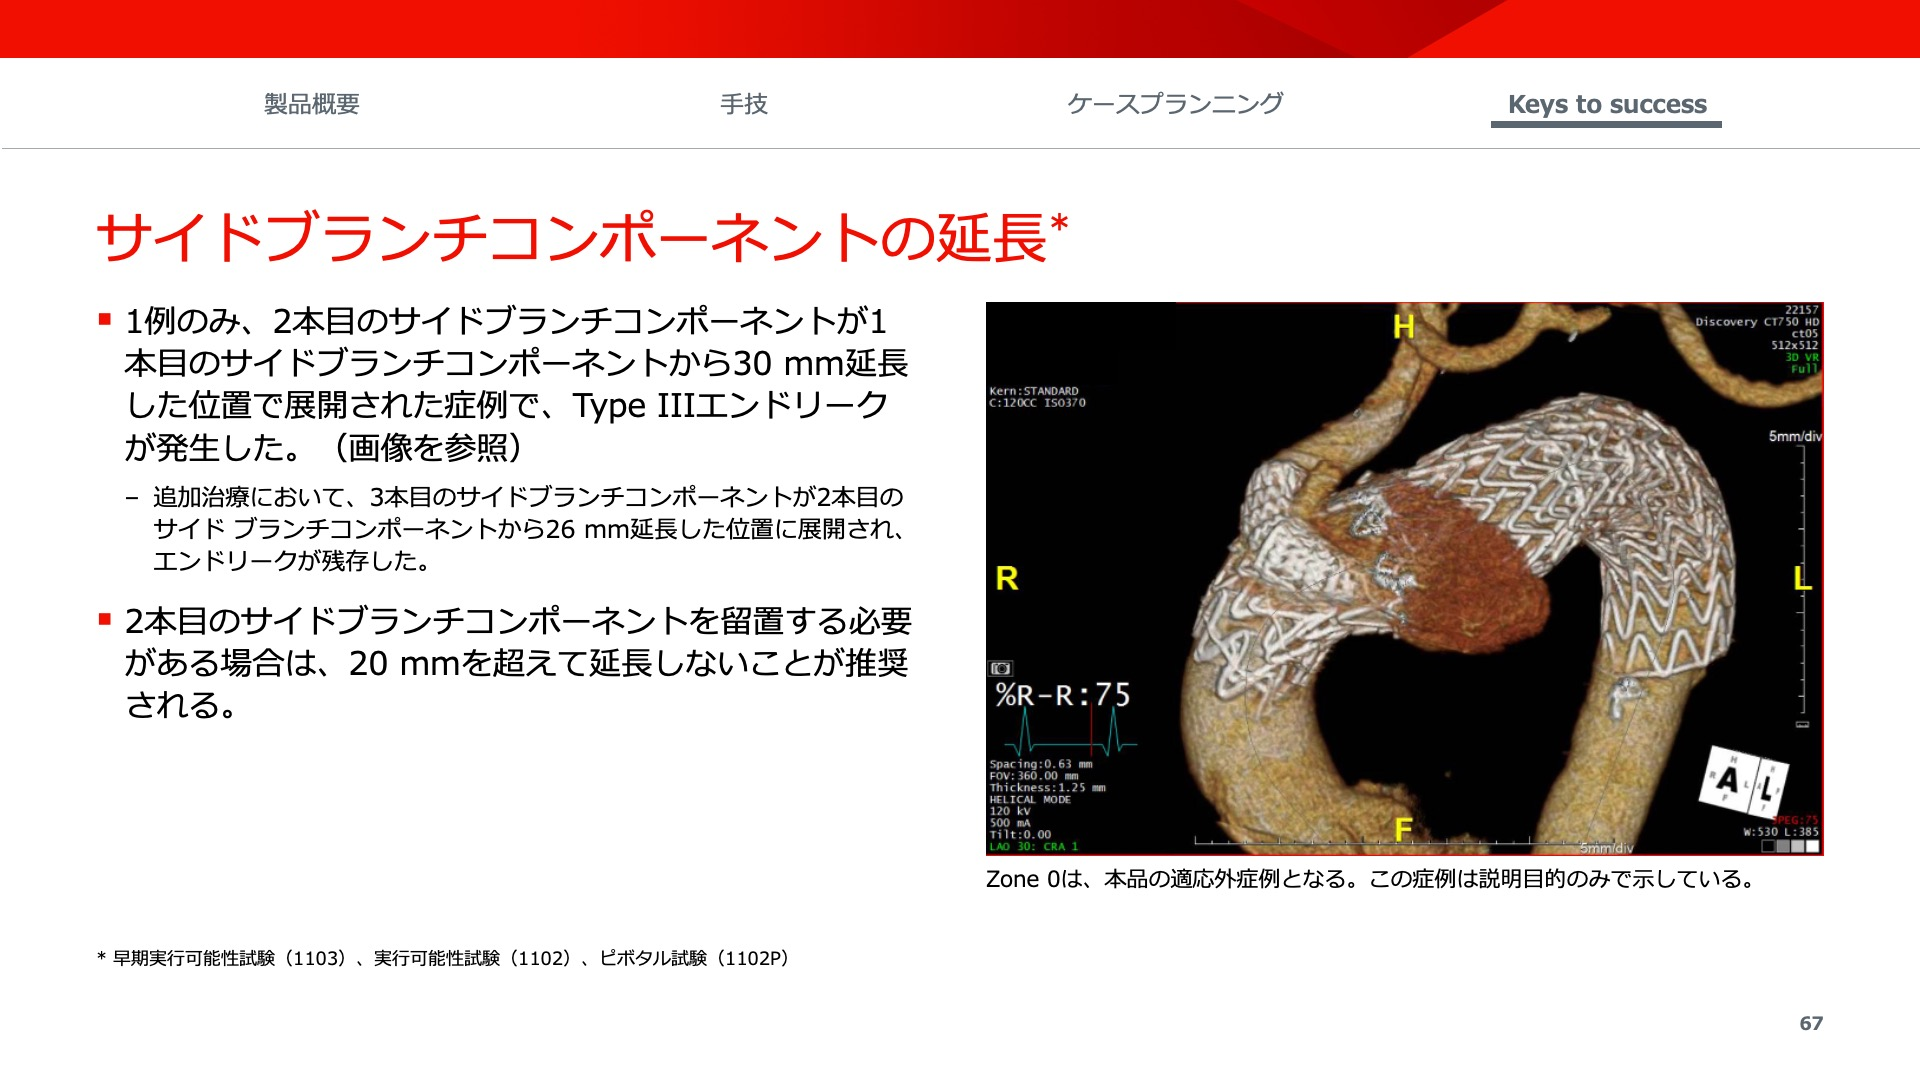 製品概要
手技
ケースプランニング
Keys to success
サイドブランチコンポーネントの延長*
1例のみ、2本目のサイドブランチコンポーネントが1
本目のサイドブランチコンポーネントから30 mm延長
した位置で展開された症例で、Type IIIエンドリーク
が発生した。（画像を参照）
– 追加治療において、3本目のサイドブランチコンポーネントが2本目の
サイド ブランチコンポーネントから26 mm延長した位置に展開され、
エンドリークが残存した。
2本目のサイドブランチコンポーネントを留置する必要
がある場合は、20 mmを超えて延長しないことが推奨
される。
H
22157
Discovery CT750 HD
ct05
512x512
3D VR
Full
Kern:STANDARD
C:120CC ISO370
5mm/div
R
L
%R-R:75
Spacing:0.63 mm
FOV:360.00 mm
Thickness:1.25 mm
HELICAL MODE
120 kV
500 mA
Tilt:0.00
LAO 30: CRA 1
F
5mm/div
A L
JPEG:75
W:530 L:385
Zone 0は、本品の適応外症例となる。この症例は説明目的のみで示している。
* 早期実行可能性試験（1103）、実行可能性試験（1102）、ピボタル試験（1102P）
67